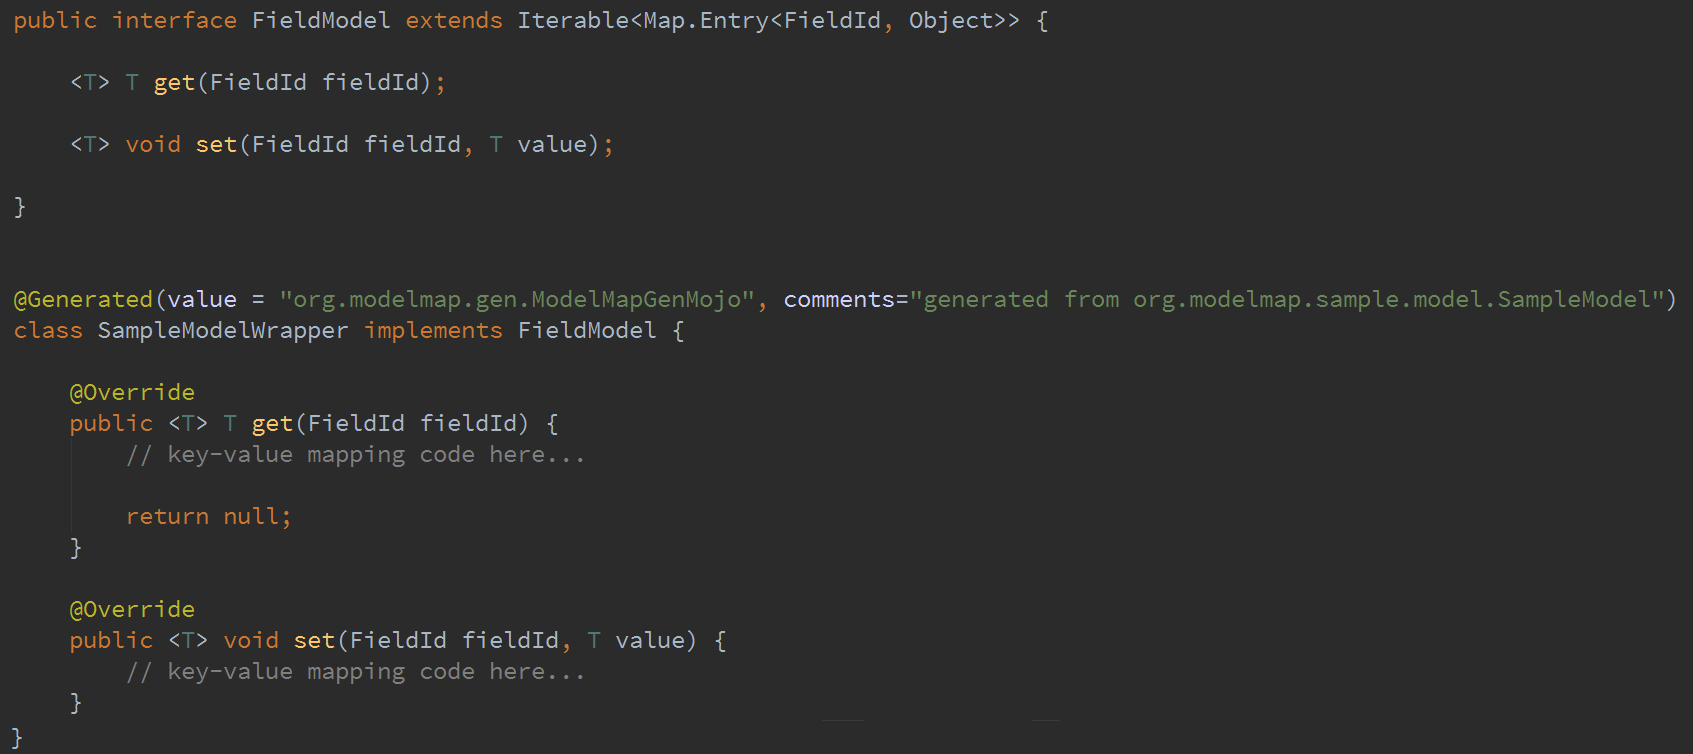 public interface FieldModel extends Iterable<Map.Entry<FieldId, Object>> {
<T> T get(FieldId fieldId);
<T> void set(FieldId fieldId, T value);
}
@Generated(value = "org.modelmap.gen.ModelMapGenMojo", comments="generated from org.modelmap.sample.model.SampleModel")
class SampleModelWrapper implements FieldModel {
@Override
public <T> T get(FieldId fieldId) {
// key-value mapping code here...
return null;
}
@Override
public <T> void set(FieldId fieldId, T value) {
// key-value mapping code here...
}
}